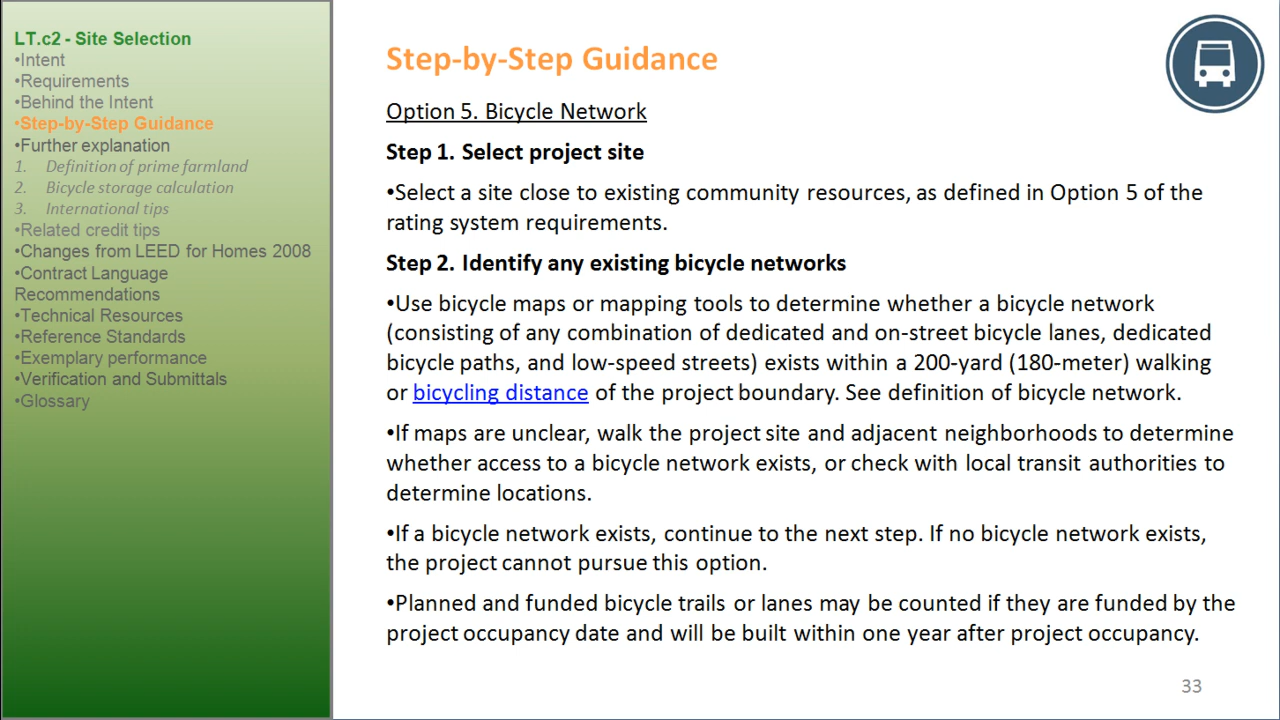 LT.c2 - Site Selection
•Intent
•Requirements
•Behind the Intent
•Step-by-Step Guidance
•Further explanation
1. Definition of prime farmland
2. Bicycle storage calculation
3. International tips
•Related credit tips
•Changes from LEED for Homes 2008
•Contract Language
Recommendations
•Technical Resources
•Reference Standards
•Exemplary performance
•Verification and Submittals
•Glossary
Step-by-Step Guidance
Option 5. Bicycle Network
Step 1. Select project site
•Select a site close to existing community resources, as defined in Option 5 of the
rating system requirements.
Step 2. Identify any existing bicycle networks
•Use bicycle maps or mapping tools to determine whether a bicycle network
(consisting of any combination of dedicated and on-street bicycle lanes, dedicated
bicycle paths, and low-speed streets) exists within a 200-yard (180-meter) walking
or bicycling distance of the project boundary. See definition of bicycle network.
•If maps are unclear, walk the project site and adjacent neighborhoods to determine
whether access to a bicycle network exists, or check with local transit authorities to
determine locations.
•If a bicycle network exists, continue to the next step. If no bicycle network exists,
the project cannot pursue this option.
•Planned and funded bicycle trails or lanes may be counted if they are funded by the
project occupancy date and will be built within one year after project occupancy.
33